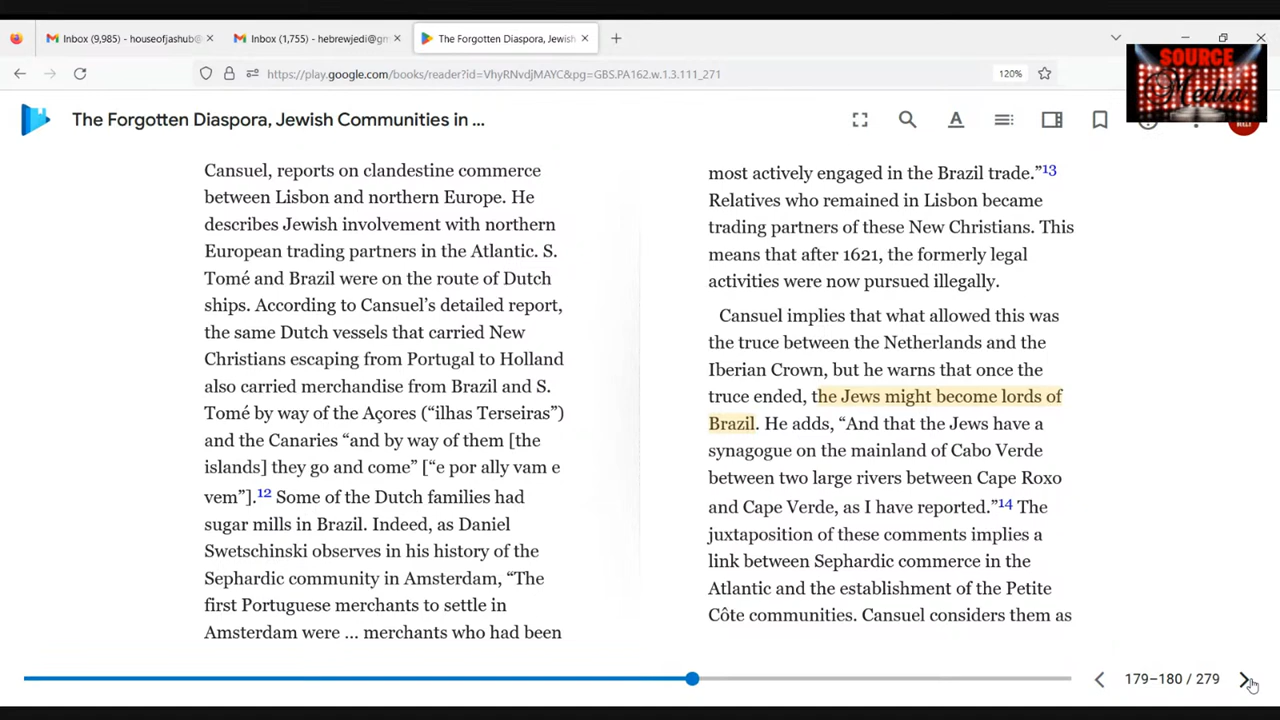 Inbox (9,985) - houseofjashub@
Inbox (1,755) - hebrewjedi@gm
The Forgotten Diaspora, Jewish
https://play.google.com/books/reader?id=VhyRNvdjMAYC&pg=GBS.PA162.w.1.3.111_271
120%
SOURCE
Media
The Forgotten Diaspora, Jewish Communities in ...
Cansuel, reports on clandestine commerce
between Lisbon and northern Europe. He
describes Jewish involvement with northern
European trading partners in the Atlantic. S.
Tomé and Brazil were on the route of Dutch
ships. According to Cansuel’s detailed report,
the same Dutch vessels that carried New
Christians escaping from Portugal to Holland
also carried merchandise from Brazil and S.
Tomé by way of the Açores (“ilhas Terseiras”)
and the Canaries “and by way of them [the
islands] they go and come” [“e por ally vam e
vem”].12 Some of the Dutch families had
sugar mills in Brazil. Indeed, as Daniel
Swetschinski observes in his history of the
Sephardic community in Amsterdam, “The
first Portuguese merchants to settle in
Amsterdam were ... merchants who had been
most actively engaged in the Brazil trade.”13
Relatives who remained in Lisbon became
trading partners of these New Christians. This
means that after 1621, the formerly legal
activities were now pursued illegally.
Cansuel implies that what allowed this was
the truce between the Netherlands and the
Iberian Crown, but he warns that once the
truce ended, the Jews might become lords of
Brazil. He adds, “And that the Jews have a
synagogue on the mainland of Cabo Verde
between two large rivers between Cape Roxo
and Cape Verde, as I have reported.”14 The
juxtaposition of these comments implies a
link between Sephardic commerce in the
Atlantic and the establishment of the Petite
Côte communities. Cansuel considers them as
179–180 / 279